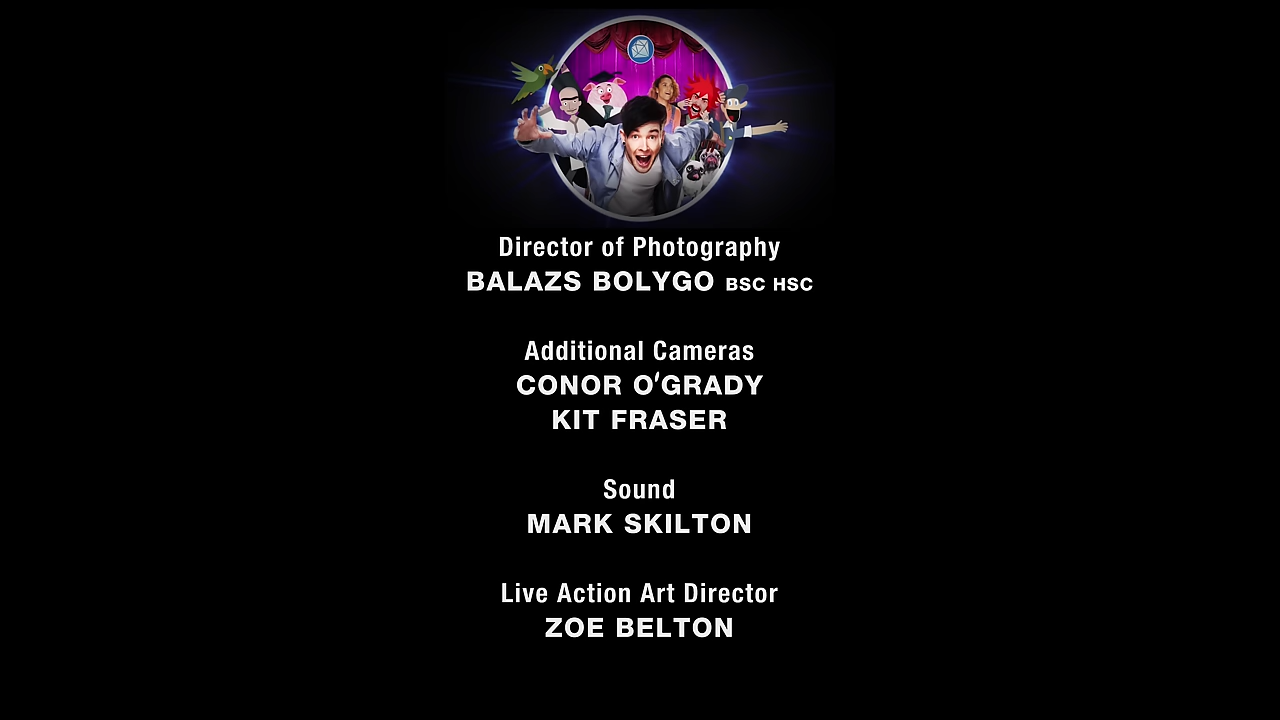 Director of Photography
BALAZS BOLYGO BSC HSC
Additional Cameras
CONOR O'GRADY
KIT FRASER
Sound
MARK SKILTON
Live Action Art Director
ZOE BELTON